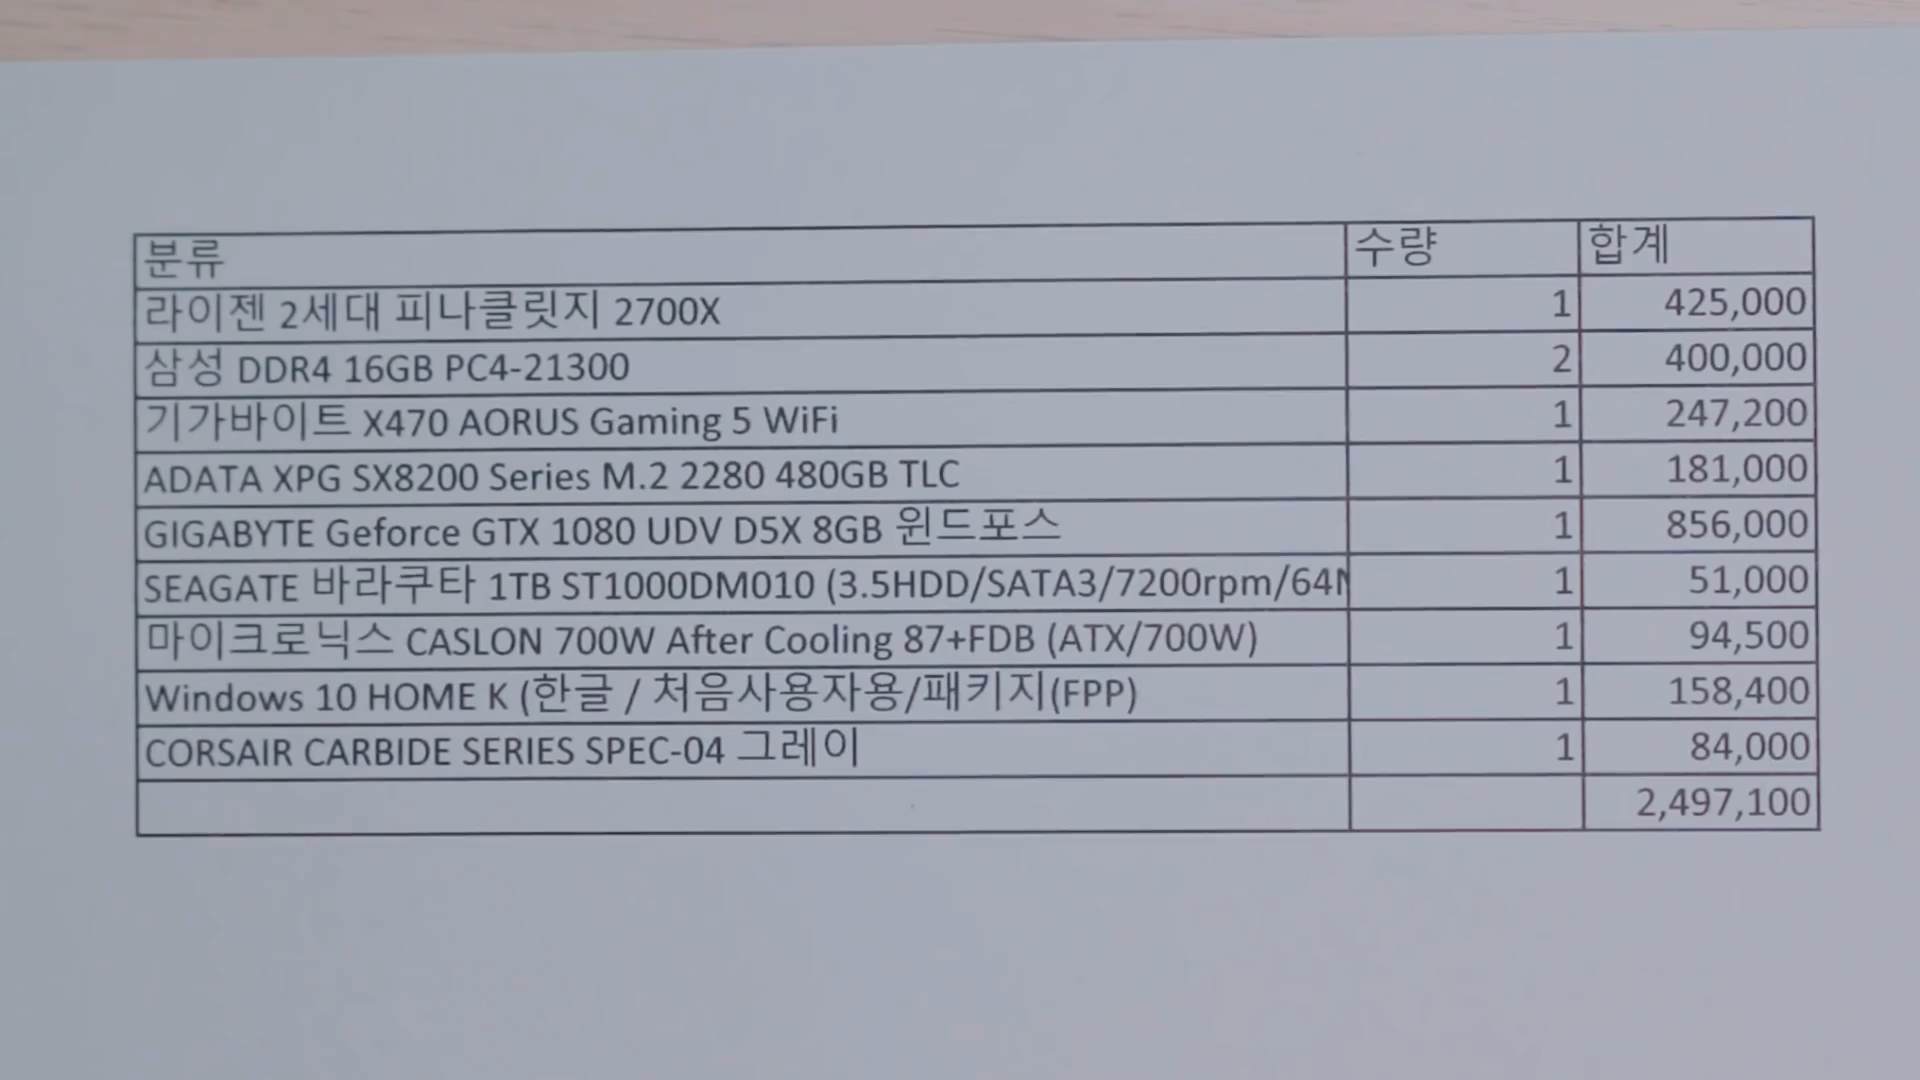 분류 수량 합계
라이젠 2세대 피나클릿지 2700X 1 425,000
삼성 DDR4 16GB PC4-21300 2 400,000
기가바이트 X470 AORUS Gaming 5 WiFi 1 247,200
ADATA XPG SX8200 Series M.2 2280 480GB TLC 1 181,000
GIGABYTE Geforce GTX 1080 UDV D5X 8GB 윈드포스 1 856,000
SEAGATE 바라쿠타 1TB ST1000DM010 (3.5HDD/SATA3/7200rpm/64M 1 51,000
마이크로닉스 CASLON 700W After Cooling 87+FDB (ATX/700W) 1 94,500
Windows 10 HOME K (한글 / 처음사용자용/패키지(FPP) 1 158,400
CORSAIR CARBIDE SERIES SPEC-04 그레이 1 84,000
2,497,100